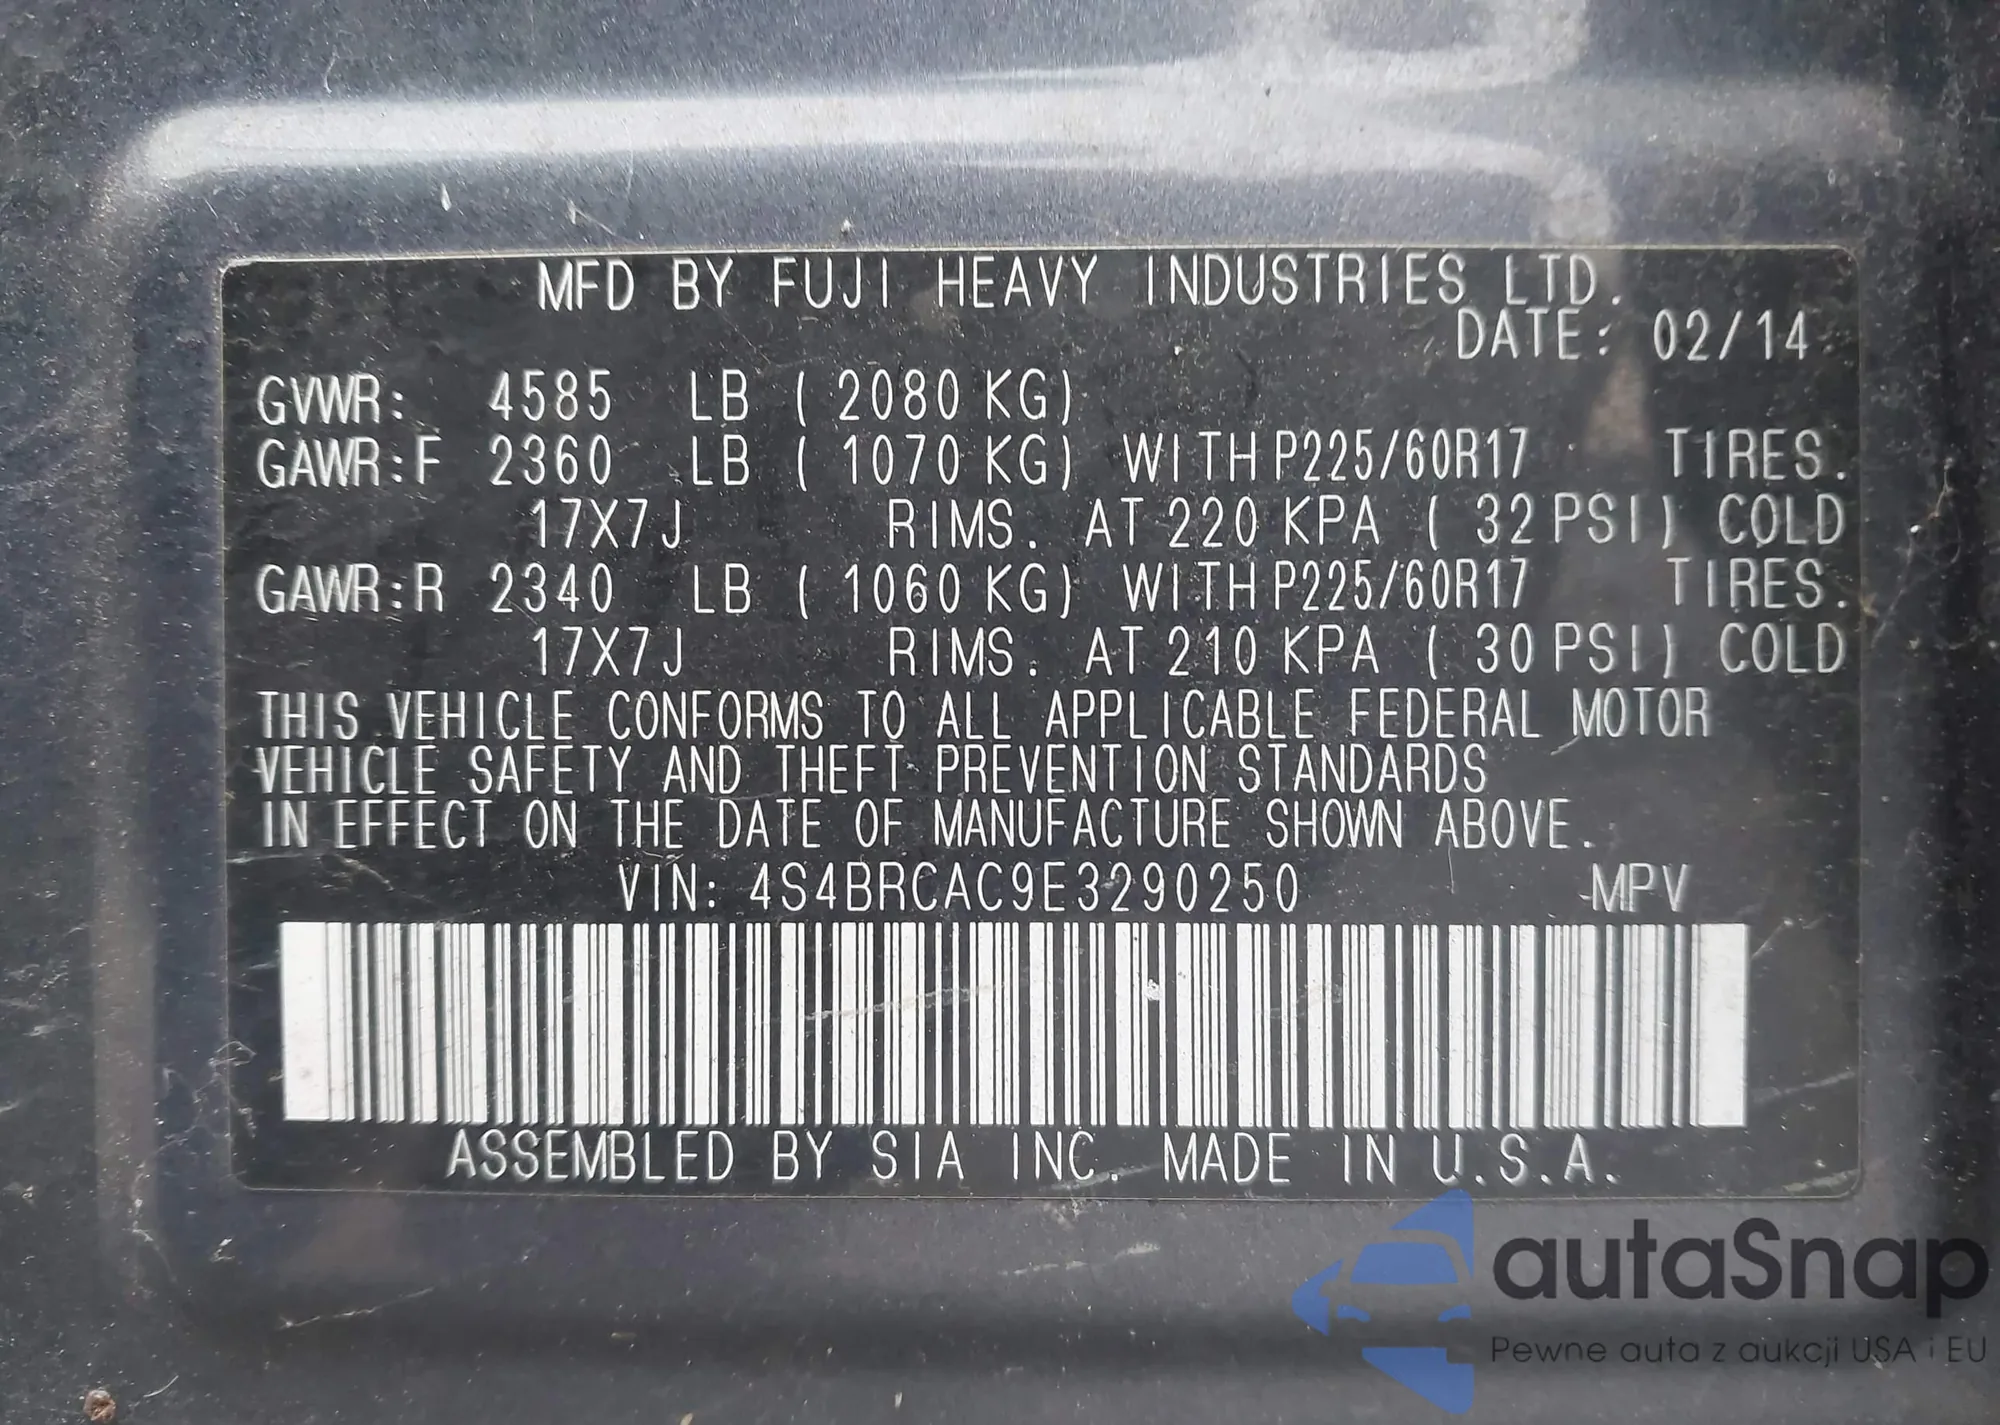 MFD BY FUJI HEAVY INDUSTRIES LTD.
DATE: 02/14
GVWR: 4585 LB ( 2080 KG)
GAWR:F 2360 LB ( 1070 KG) WITH P225/60R17 TIRES.
17X7J RIMS. AT 220 KPA ( 32 PSI) COLD
GAWR:R 2340 LB ( 1060 KG) WITH P225/60R17 TIRES.
17X7J RIMS. AT 210 KPA ( 30 PSI) COLD
THIS VEHICLE CONFORMS TO ALL APPLICABLE FEDERAL MOTOR
VEHICLE SAFETY AND THEFT PREVENTION STANDARDS
IN EFFECT ON THE DATE OF MANUFACTURE SHOWN ABOVE.
VIN: 4S4BRCAC9E3290250 MPV
ASSEMBLED BY SIA INC. MADE IN U.S.A.
autaSnap
Pewne auta z aukcji USA i EU